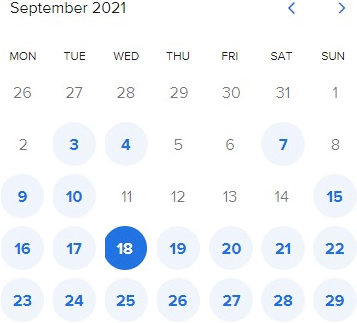 September 2021
MON TUE WED THU FRI SAT SUN
26 27 28 29 30 31 1
2 3 4 5 6 7 8
9 10 11 12 13 14 15
16 17 18 19 20 21 22
23 24 25 26 27 28 29